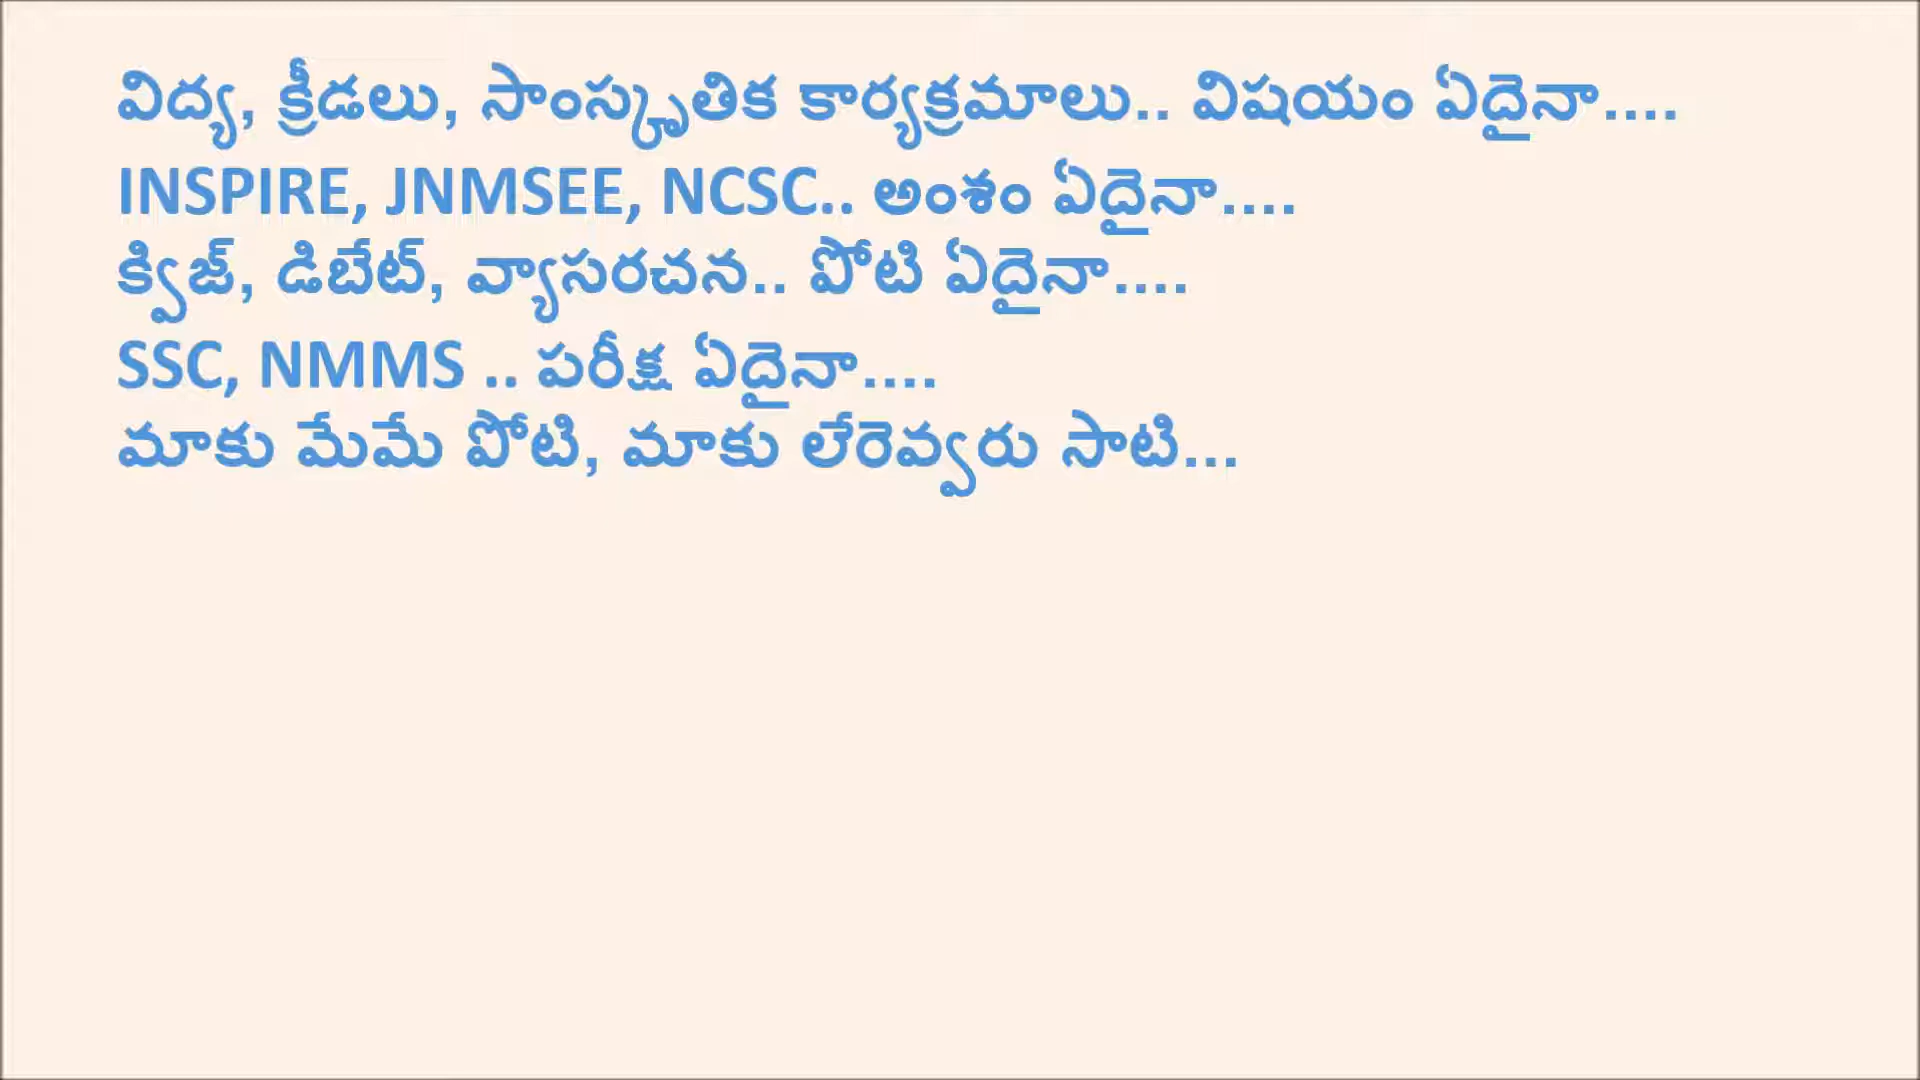 విద్య, క్రీడలు, సాంస్కృతిక కార్యక్రమాలు.. విషయం ఏదైనా....
INSPIRE, JNMSEE, NCSC.. అంశం ఏదైనా....
క్విజ్, డిబేట్, వ్యాసరచన.. పోటి ఏదైనా....
SSC, NMMS .. పరీక్ష ఏదైనా....
మాకు మేమే పోటి, మాకు లేరెవ్వరు సాటి...